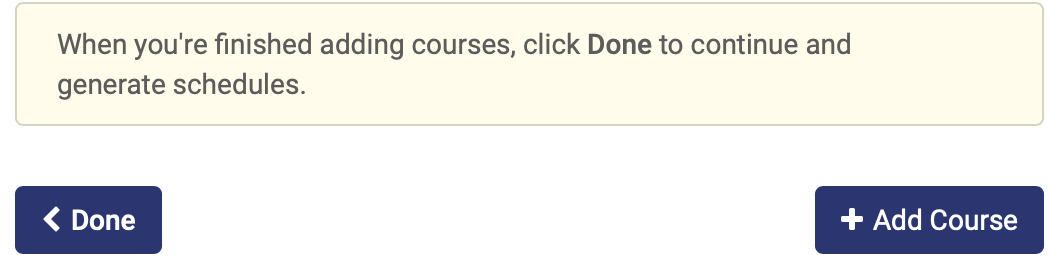 When you're finished adding courses, click Done to continue and
generate schedules.
Done
Add Course